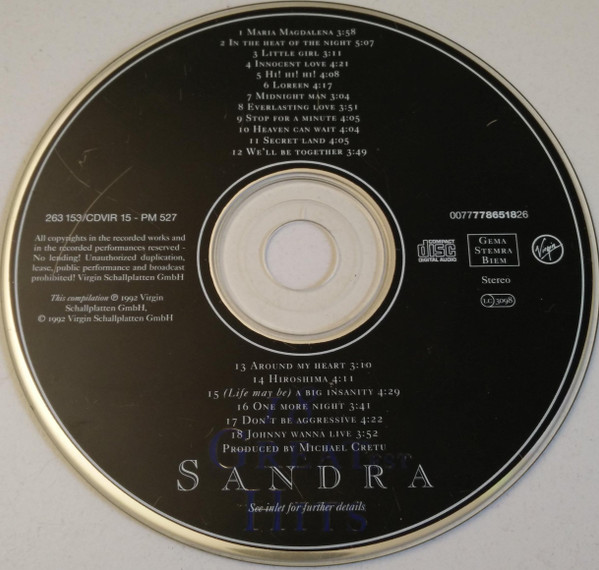 1 Maria Magdalena 3:58
2 In the heat of the night 5:07
3 Little girl 3:11
4 Innocent love 4:21
5 Hi! Hi! Hi! 4:08
6 Loreen 4:17
7 Midnight man 3:04
8 Everlasting love 3:51
9 Stop for a minute 4:05
10 Heaven can wait 4:04
11 Secret land 4:05
12 We'll be together 3:49
263 153/CDVIR 15 - PM 527
All copyrights in the recorded works and
in the recorded performances reserved -
No lending! Unauthorized duplication,
lease, public performance and broadcast
prohibited! Virgin Schallplatten GmbH
This compilation ℗ 1992 Virgin
Schallplatten GmbH,
© 1992 Virgin Schallplatten GmbH
0077778651826
COMPACT
disc
DIGITAL AUDIO
Gema
Stemra
Biem
Virgin
Stereo
LC 3098
13 Around my heart 3:10
14 Hiroshima 4:11
15 (Life may be) a big insanity 4:29
16 One more night 3:41
17 Don't be aggressive 4:22
18 Johnny wanna live 3:52
Produced by Michael Cretu
18
Greatest
Hits
SANDRA
See inlet for further details